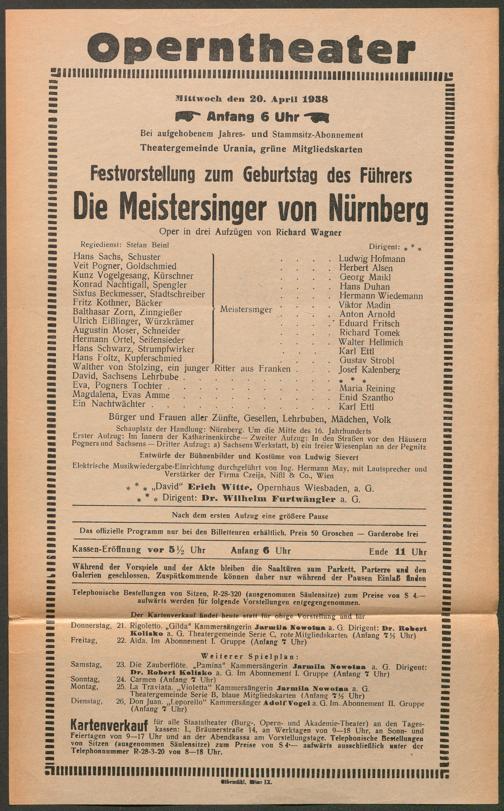 Operntheater
Mittwoch den 20. April 1938
Anfang 6 Uhr
Bei aufgehobenem Jahres- und Stammsitz-Abonnement
Theatergemeinde Urania, grüne Mitgliedskarten
Festvorstellung zum Geburtstag des Führers
Die Meistersinger von Nürnberg
Oper in drei Aufzügen von Richard Wagner
Regiedienst: Stefan Beinl Dirigent: * * *
Hans Sachs, Schuster . . . . Ludwig Hofmann
Veit Pogner, Goldschmied . . . . Herbert Alsen
Kunz Vogelgesang, Kürschner . . . . Georg Maikl
Konrad Nachtigall, Spengler . . . . Hans Duhan
Sixtus Beckmesser, Stadtschreiber . . . . Hermann Wiedemann
Fritz Kothner, Bäcker . . . . Viktor Madin
Balthasar Zorn, Zinngießer Meistersinger . . . . Anton Arnold
Ulrich Eißlinger, Würzkrämer . . . . Eduard Fritsch
Augustin Moser, Schneider . . . . Richard Tomek
Hermann Ortel, Seifensieder . . . . Walter Hellmich
Hans Schwarz, Strumpfwirker . . . . Karl Ettl
Hans Foltz, Kupferschmied . . . . Gustav Strobl
Walther von Stolzing, ein junger Ritter aus Franken . Josef Kalenberg
David, Sachsens Lehrbube . . . . * * *
Eva, Pogners Tochter . . . . Maria Reining
Magdalena, Evas Amme . . . . Enid Szantho
Ein Nachtwächter . . . . Karl Ettl
Bürger und Frauen aller Zünfte, Gesellen, Lehrbuben, Mädchen, Volk
Schauplatz der Handlung: Nürnberg. Um die Mitte des 16. Jahrhunderts
Erster Aufzug: Im Innern der Katharinenkirche — Zweiter Aufzug: In den Straßen vor den Häusern
Pogners und Sachsens — Dritter Aufzug: a) Sachsens Werkstatt, b) ein freier Wiesenplan an der Pegnitz
Entwürfe der Bühnenbilder und Kostüme von Ludwig Sievert
Elektrische Musikwiedergabe-Einrichtung durchgeführt von Ing. Hermann May, mit Lautsprecher und
Verstärker der Firma Czeija, Nißl & Co., Wien
* * * „David" Erich Witte, Opernhaus Wiesbaden, a. G.
* * * Dirigent: Dr. Wilhelm Furtwängler a. G.
Nach dem ersten Aufzug eine größere Pause
Das offizielle Programm nur bei den Billetteuren erhältlich. Preis 50 Groschen — Garderobe frei
Kassen-Eröffnung vor 5½ Uhr Anfang 6 Uhr Ende 11 Uhr
Während der Vorspiele und der Akte bleiben die Saaltüren zum Parkett, Parterre und den
Galerien geschlossen. Zuspätkommende können daher nur während der Pausen Einlaß finden
Telephonische Bestellungen von Sitzen, R-28-320 (ausgenommen Säulensitze) zum Preise von S 4.—
aufwärts werden für folgende Vorstellungen entgegengenommen.
Der Kartenverkauf findet heute statt für obige Vorstellung und für
Donnerstag, 21. Rigoletto. „Gilda" Kammersängerin Jarmila Novotna a. G. Dirigent: Dr. Robert
Kolisko a. G. Theatergemeinde Serie C, rote Mitgliedskarten (Anfang 7½ Uhr)
Freitag, 22. Aida. Im Abonnement I. Gruppe (Anfang 7 Uhr)
Weiterer Spielplan:
Samstag, 23. Die Zauberflöte. „Pamina" Kammersängerin Jarmila Novotna a. G. Dirigent:
Dr. Robert Kolisko a. G. Im Abonnement I. Gruppe (Anfang 7 Uhr)
Sonntag, 24. Carmen (Anfang 7 Uhr)
Montag, 25. La Traviata. „Violetta" Kammersängerin Jarmila Novotna a. G.
Theatergemeinde Serie B, blaue Mitgliedskarten (Anfang 7½ Uhr)
Dienstag, 26. Don Juan. „Leporello" Kammersänger Adolf Vogel a. G. Im Abonnement II. Gruppe
(Anfang 7 Uhr)
Kartenverkauf für alle Staatstheater (Burg-, Opern- und Akademie-Theater) an den Tages-
kassen: I., Bräunerstraße 14, an Werktagen von 9—18 Uhr, an Sonn- und
Feiertagen von 9—17 Uhr und an der Abendkassa am Vorstellungstage. Telephonische Bestellungen
von Sitzen (ausgenommen Säulensitze) zum Preise von S 4·— aufwärts ausschließlich unter der
Telephonnummer R-28-3-20 von 8—18 Uhr.
Elbemühl, Wien IX.